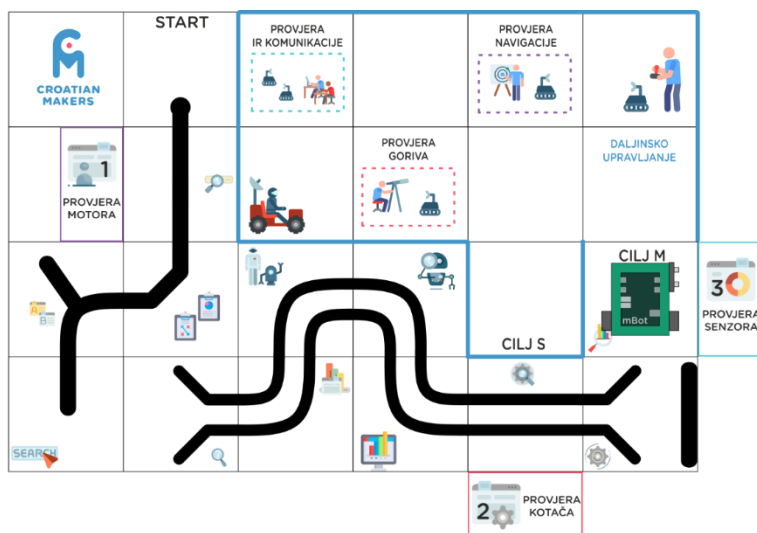 START
CROATIAN
MAKERS
PROVJERA
IR KOMUNIKACIJE
PROVJERA
NAVIGACIJE
1
PROVJERA
MOTORA
PROVJERA
GORIVA
DALJINSKO
UPRAVLJANJE
A
B
CILJ S
CILJ M
mBot
3
PROVJERA
SENZORA
SEARCH
2
PROVJERA
KOTAČA